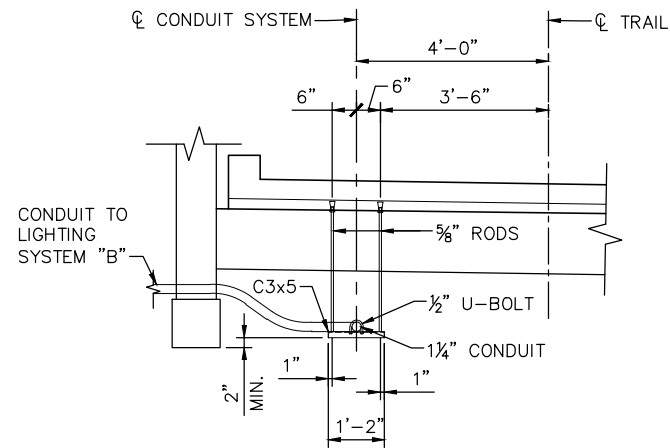 ℄ CONDUIT SYSTEM
℄ TRAIL
4'-0"
6"
6"
3'-6"
CONDUIT TO
LIGHTING
SYSTEM "B"
⅝" RODS
C3x5
½" U-BOLT
1¼" CONDUIT
2"
MIN.
1"
1"
1'-2"